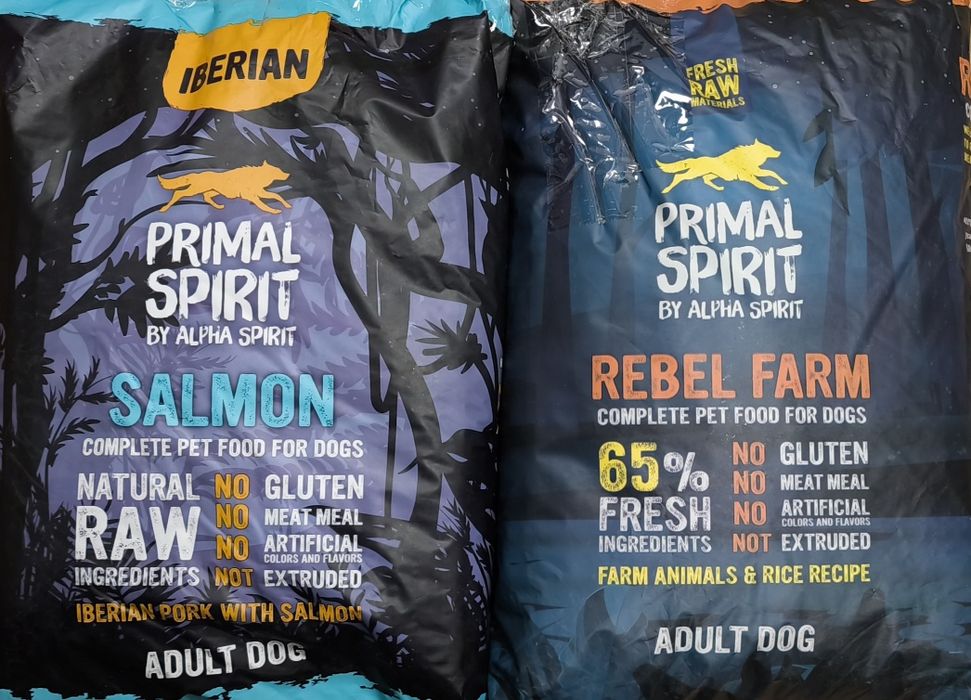 IBERIAN
PRIMAL
SPIRIT
BY ALPHA SPIRIT
SALMON
COMPLETE PET FOOD FOR DOGS
NATURAL
RAW
INGREDIENTS
NO GLUTEN
NO MEAT MEAL
NO ARTIFICIAL
COLORS AND FLAVORS
NOT EXTRUDED
IBERIAN PORK WITH SALMON
ADULT DOG
FRESH
RAW
MATERIALS
PRIMAL
SPIRIT
BY ALPHA SPIRIT
REBEL FARM
COMPLETE PET FOOD FOR DOGS
65%
FRESH
INGREDIENTS
NO GLUTEN
NO MEAT MEAL
NO ARTIFICIAL
COLORS AND FLAVORS
NOT EXTRUDED
FARM ANIMALS & RICE RECIPE
ADULT DOG